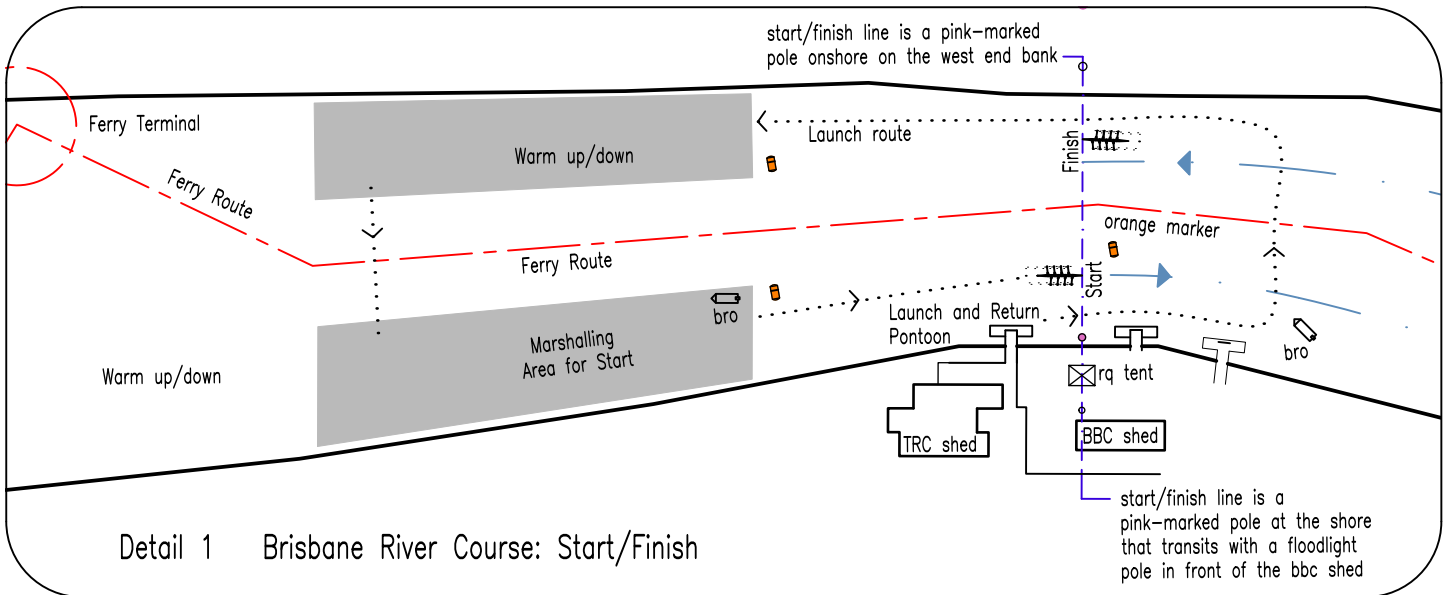 start/finish line is a pink-marked
pole onshore on the west end bank
Ferry Terminal
Launch route
Warm up/down
Finish
Ferry Route
orange marker
Ferry Route
Start
bro
Launch and Return
Pontoon
Marshalling
Area for Start
bro
Warm up/down
rq tent
TRC shed
BBC shed
start/finish line is a
pink-marked pole at the shore
that transits with a floodlight
pole in front of the bbc shed
Detail 1 Brisbane River Course: Start/Finish